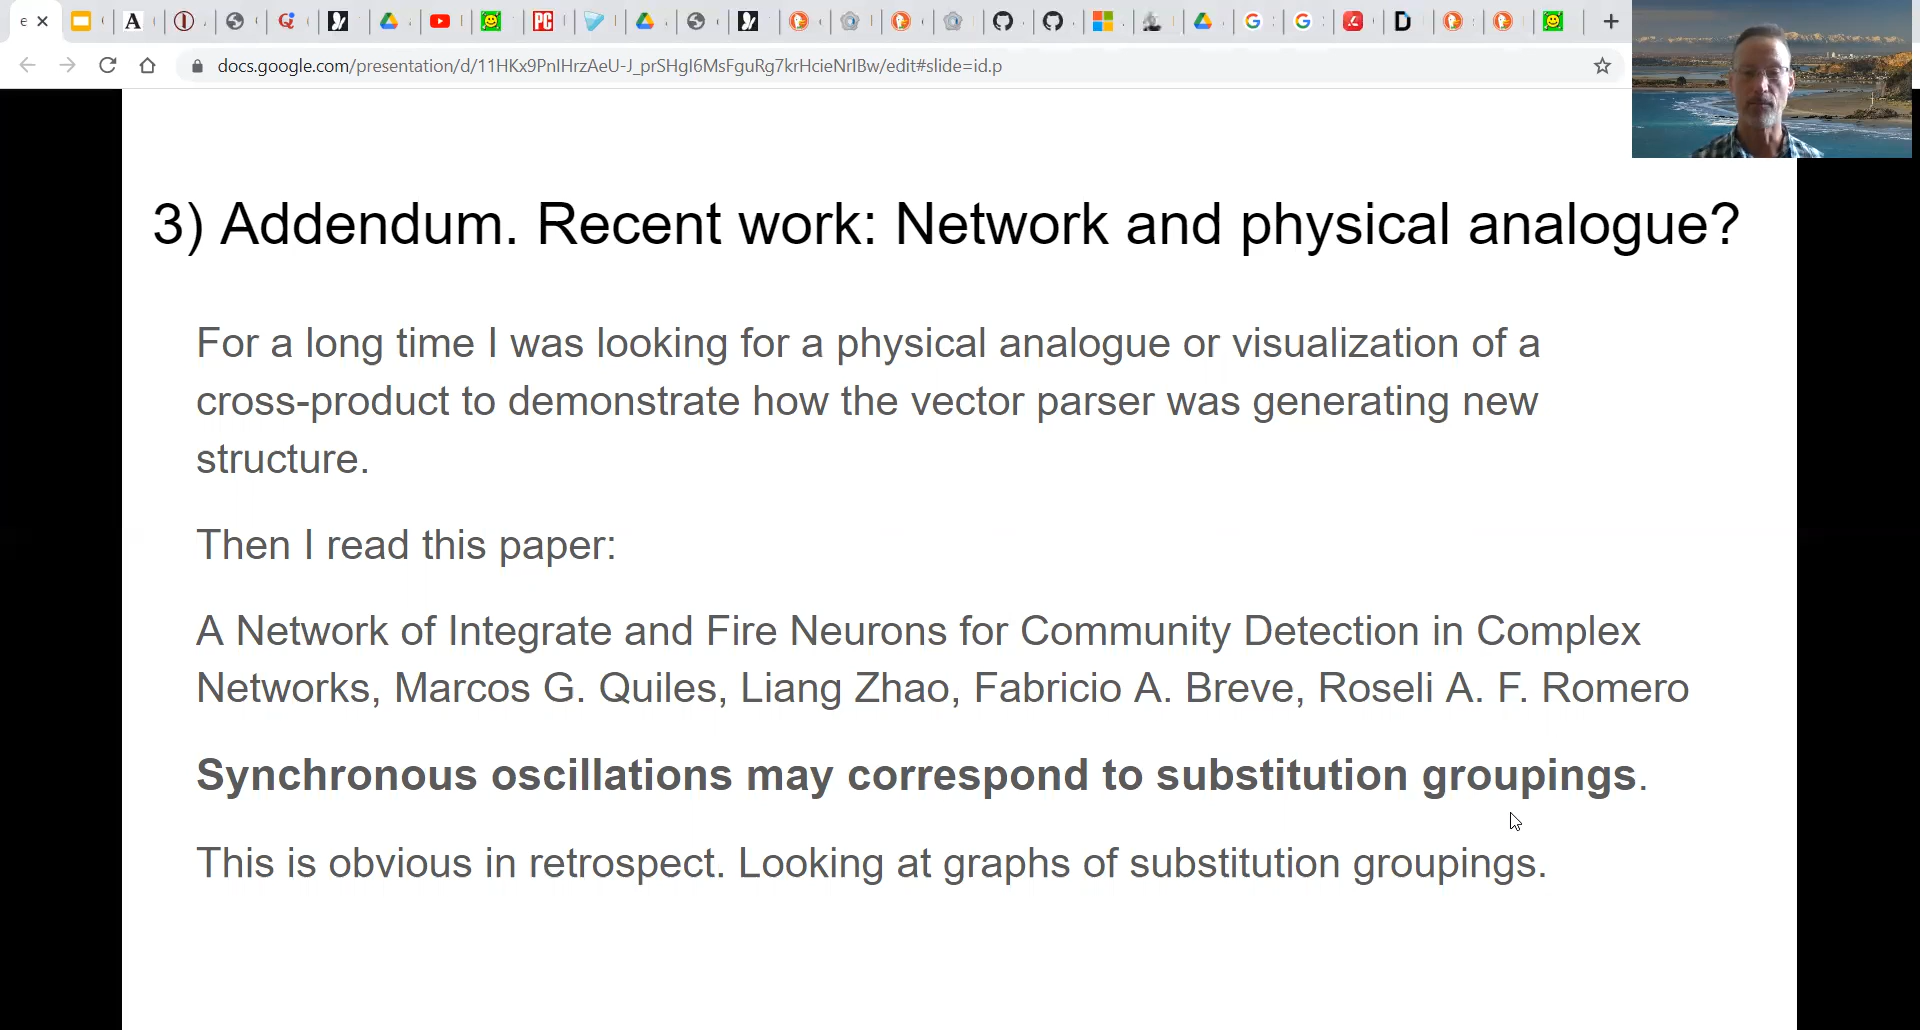 e
A
PC
D
docs.google.com/presentation/d/11HKx9PnIHrzAeU-J_prSHgI6MsFguRg7krHcieNrIBw/edit#slide=id.p
3) Addendum. Recent work: Network and physical analogue?
For a long time I was looking for a physical analogue or visualization of a
cross-product to demonstrate how the vector parser was generating new
structure.
Then I read this paper:
A Network of Integrate and Fire Neurons for Community Detection in Complex
Networks, Marcos G. Quiles, Liang Zhao, Fabricio A. Breve, Roseli A. F. Romero
Synchronous oscillations may correspond to substitution groupings.
This is obvious in retrospect. Looking at graphs of substitution groupings.